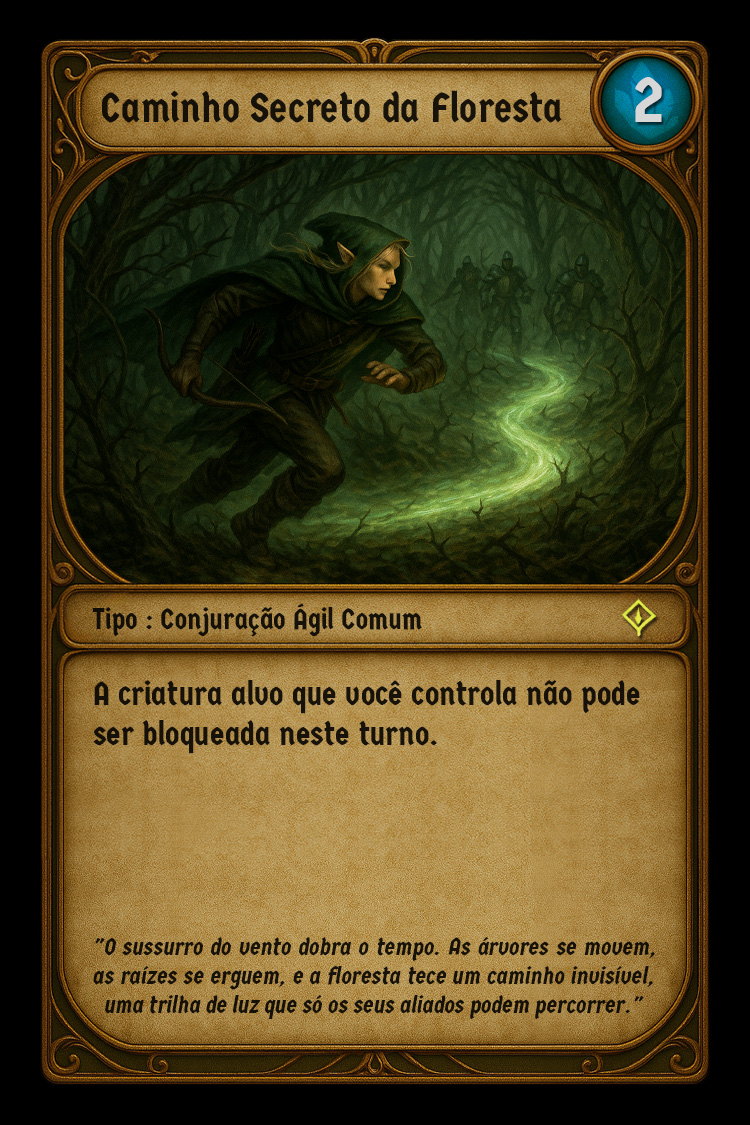 Caminho Secreto da Floresta
2
Tipo : Conjuração Ágil Comum
A criatura alvo que você controla não pode
ser bloqueada neste turno.
"O sussurro do vento dobra o tempo. As árvores se movem,
as raízes se erguem, e a floresta tece um caminho invisível,
uma trilha de luz que só os seus aliados podem percorrer."